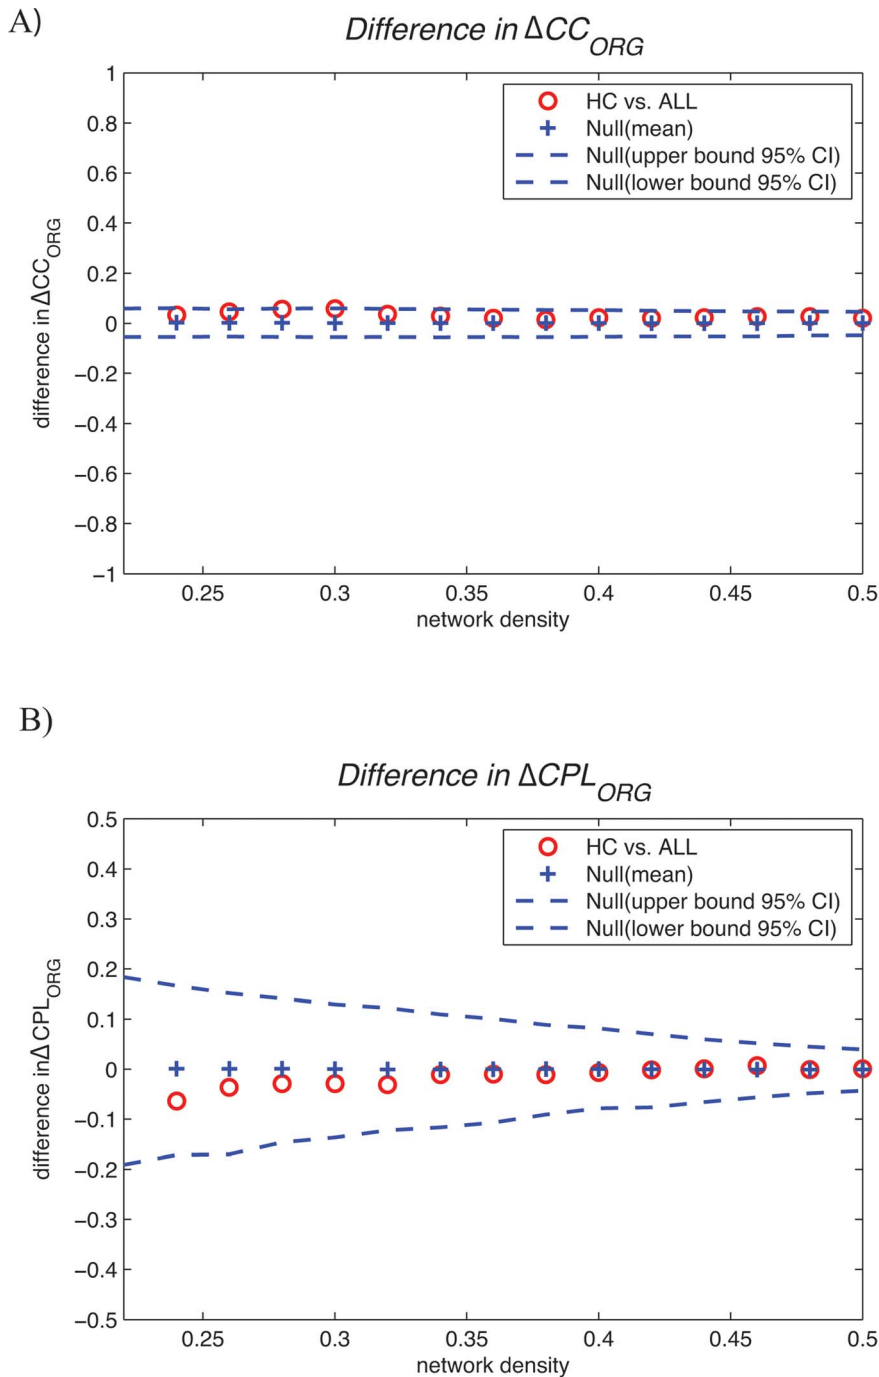 A)
Difference in ΔCC_ORG
1
0.8
0.6
0.4
0.2
0
−0.2
−0.4
−0.6
−0.8
−1
difference in ΔCC_ORG
HC vs. ALL
Null(mean)
Null(upper bound 95% CI)
Null(lower bound 95% CI)
0.25 0.3 0.35 0.4 0.45 0.5
network density
B)
Difference in ΔCPL_ORG
0.5
0.4
0.3
0.2
0.1
0
−0.1
−0.2
−0.3
−0.4
−0.5
difference inΔCPL_ORG
HC vs. ALL
Null(mean)
Null(upper bound 95% CI)
Null(lower bound 95% CI)
0.25 0.3 0.35 0.4 0.45 0.5
network density